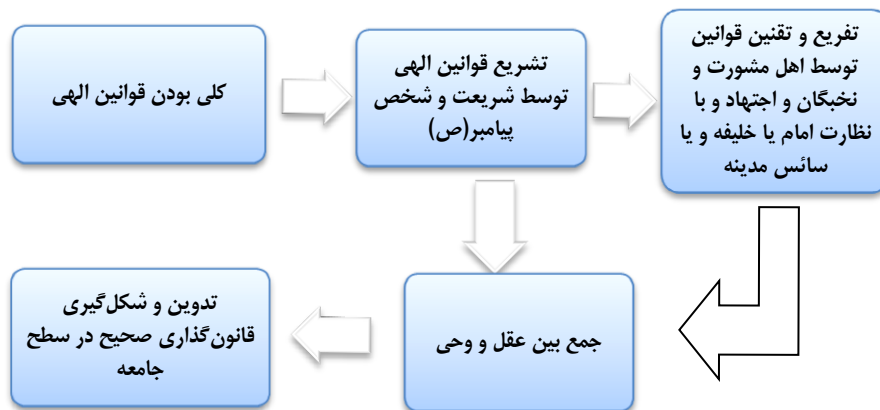 کلی بودن قوانین الهی
تشریع قوانین الهی
توسط شریعت و شخص
پیامبر(ص)
تفریع و تقنین قوانین
توسط اهل مشورت و
نخبگان و اجتهاد و با
نظارت امام یا خلیفه و یا
سائس مدینه
جمع بین عقل و وحی
تدوین و شکل‌گیری
قانون‌گذاری صحیح در سطح
جامعه